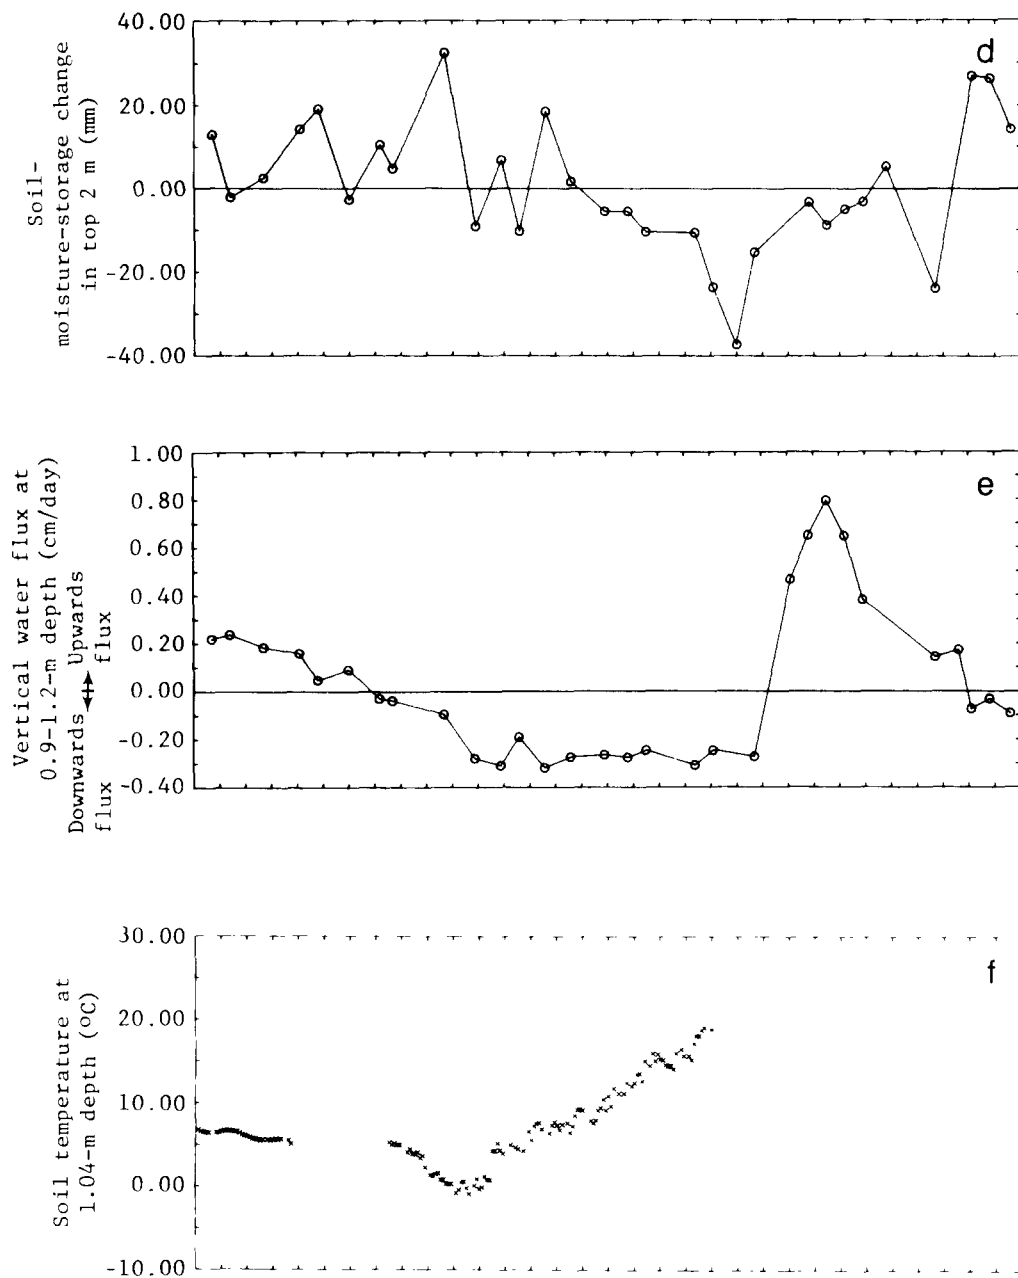 Soil-
moisture-storage change
in top 2 m (mm)
40.00
20.00
0.00
-20.00
-40.00
d
Vertical water flux at
0.9-1.2-m depth (cm/day)
Downwards Upwards
flux flux
1.00
0.80
0.60
0.40
0.20
0.00
-0.20
-0.40
e
Soil temperature at
1.04-m depth (°C)
30.00
20.00
10.00
0.00
-10.00
f